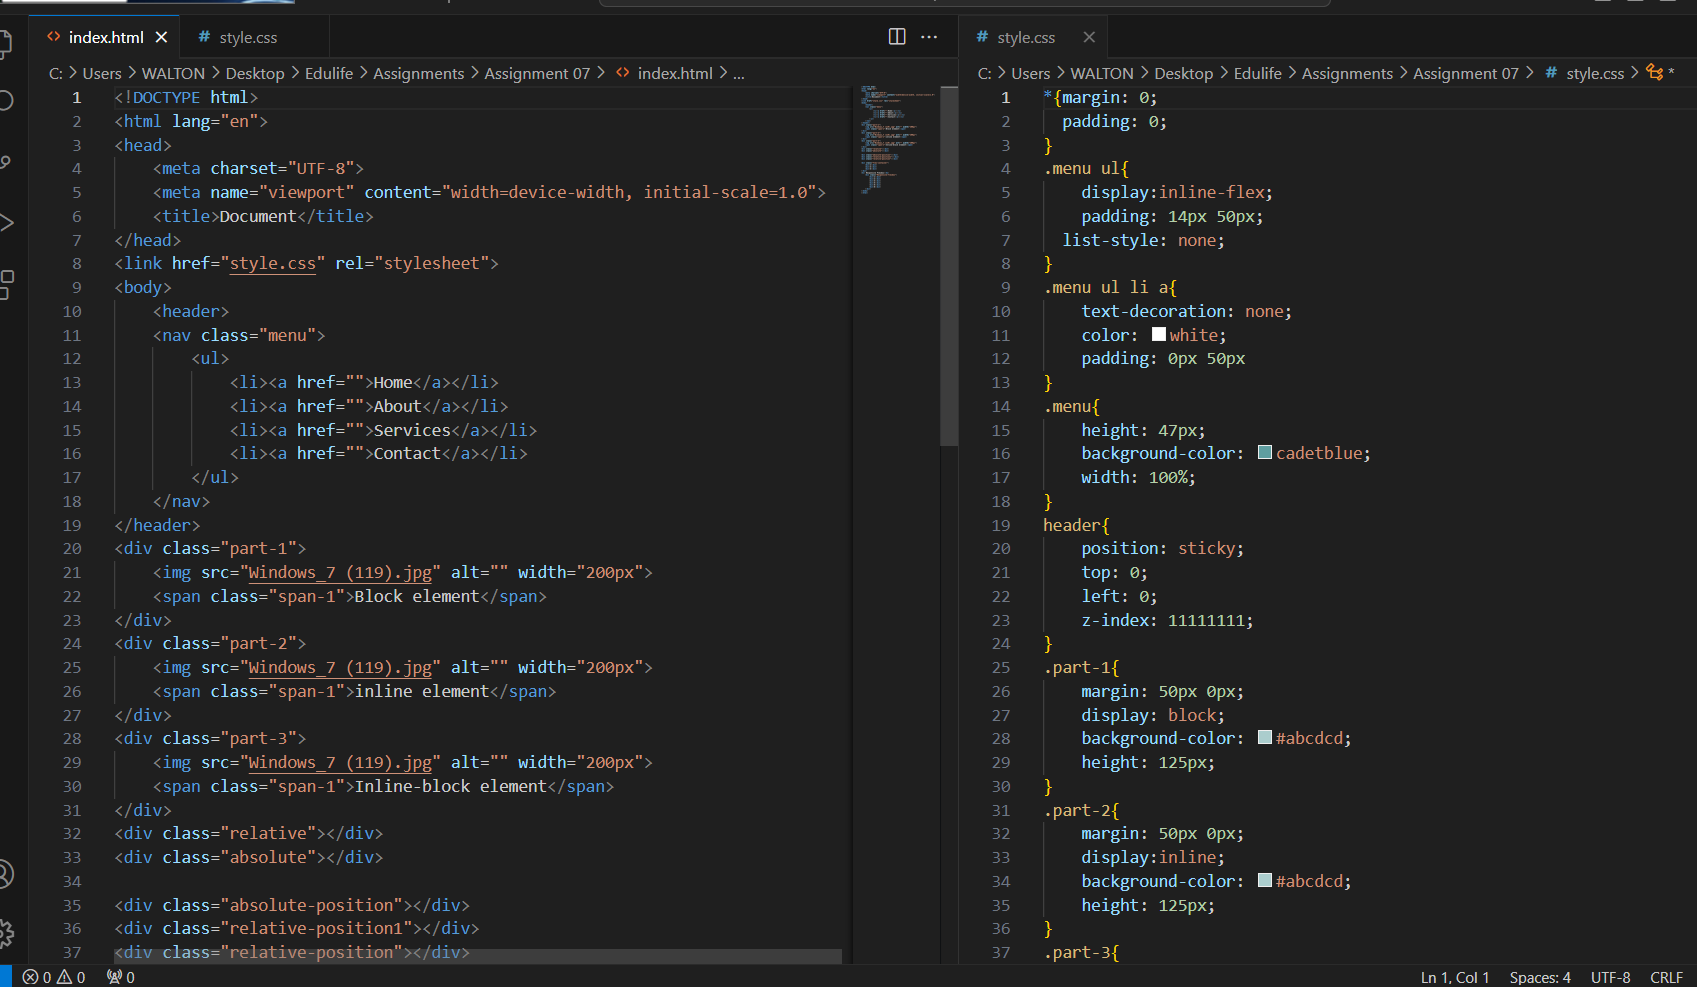 index.html
style.css
style.css
C: > Users > WALTON > Desktop > Edulife > Assignments > Assignment 07 > index.html > ...
1 <!DOCTYPE html>
2 <html lang="en">
3 <head>
4 <meta charset="UTF-8">
5 <meta name="viewport" content="width=device-width, initial-scale=1.0">
6 <title>Document</title>
7 </head>
8 <link href="style.css" rel="stylesheet">
9 <body>
10 <header>
11 <nav class="menu">
12 <ul>
13 <li><a href="">Home</a></li>
14 <li><a href="">About</a></li>
15 <li><a href="">Services</a></li>
16 <li><a href="">Contact</a></li>
17 </ul>
18 </nav>
19 </header>
20 <div class="part-1">
21 <img src="Windows_7 (119).jpg" alt="" width="200px">
22 <span class="span-1">Block element</span>
23 </div>
24 <div class="part-2">
25 <img src="Windows_7 (119).jpg" alt="" width="200px">
26 <span class="span-1">inline element</span>
27 </div>
28 <div class="part-3">
29 <img src="Windows_7 (119).jpg" alt="" width="200px">
30 <span class="span-1">Inline-block element</span>
31 </div>
32 <div class="relative"></div>
33 <div class="absolute"></div>
34
35 <div class="absolute-position"></div>
36 <div class="relative-position1"></div>
37 <div class="relative-position"></div>
C: > Users > WALTON > Desktop > Edulife > Assignments > Assignment 07 > # style.css > *
1 *{margin: 0;
2 padding: 0;
3 }
4 .menu ul{
5 display:inline-flex;
6 padding: 14px 50px;
7 list-style: none;
8 }
9 .menu ul li a{
10 text-decoration: none;
11 color: white;
12 padding: 0px 50px
13 }
14 .menu{
15 height: 47px;
16 background-color: cadetblue;
17 width: 100%;
18 }
19 header{
20 position: sticky;
21 top: 0;
22 left: 0;
23 z-index: 11111111;
24 }
25 .part-1{
26 margin: 50px 0px;
27 display: block;
28 background-color: #abcdcd;
29 height: 125px;
30 }
31 .part-2{
32 margin: 50px 0px;
33 display:inline;
34 background-color: #abcdcd;
35 height: 125px;
36 }
37 .part-3{
0 0 0
Ln 1, Col 1 Spaces: 4 UTF-8 CRLF